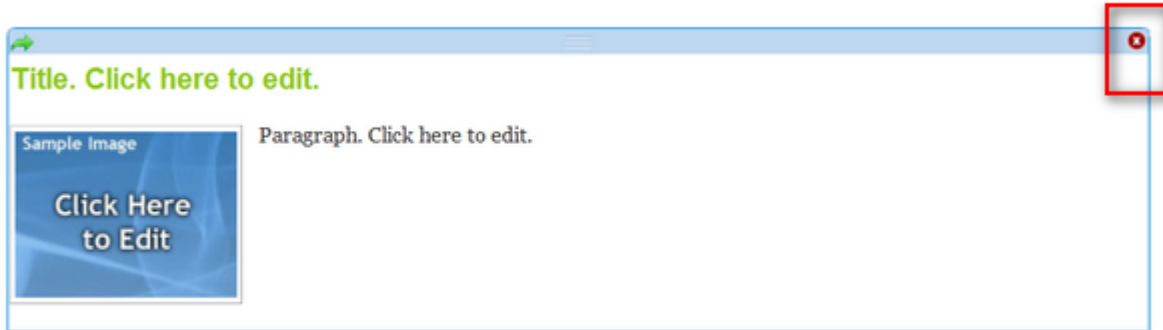 Title. Click here to edit.
Sample Image
Paragraph. Click here to edit.
Click Here
to Edit